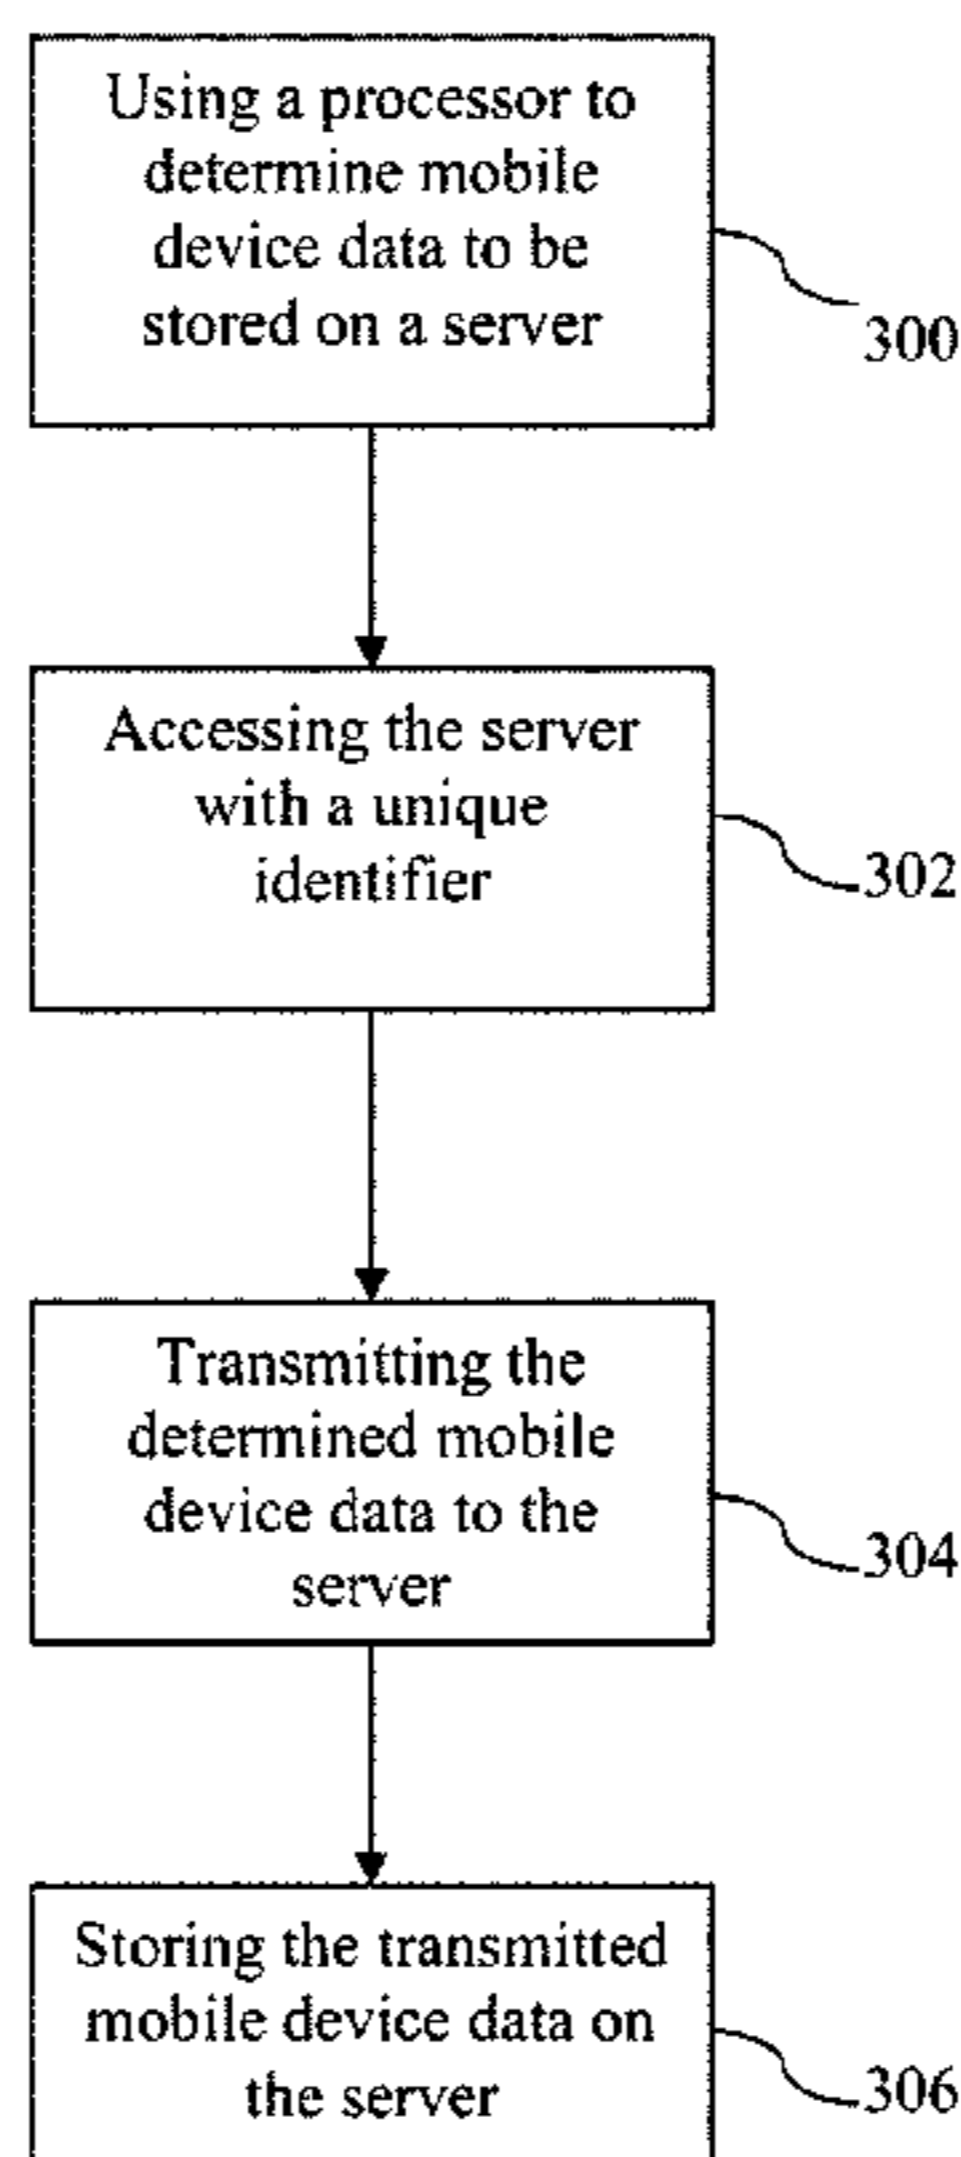 Using a processor to
determine mobile
device data to be
stored on a server
300
Accessing the server
with a unique
identifier
302
Transmitting the
determined mobile
device data to the
server
304
Storing the transmitted
mobile device data on
the server
306